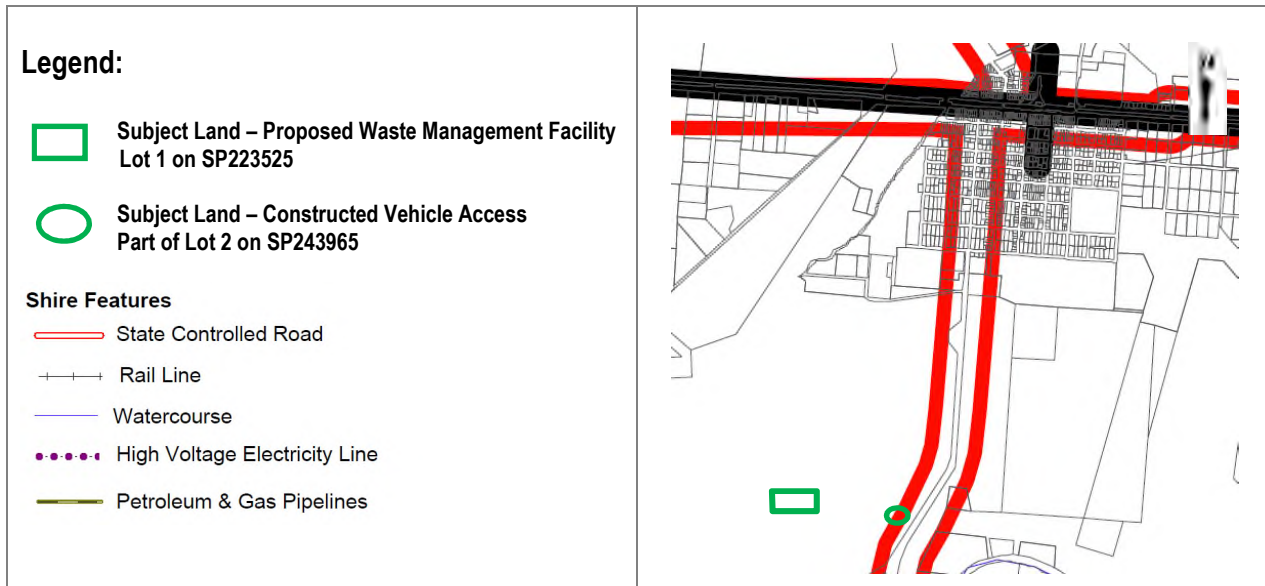 Legend:
Subject Land – Proposed Waste Management Facility
Lot 1 on SP223525
Subject Land – Constructed Vehicle Access
Part of Lot 2 on SP243965
Shire Features
State Controlled Road
Rail Line
Watercourse
High Voltage Electricity Line
Petroleum & Gas Pipelines